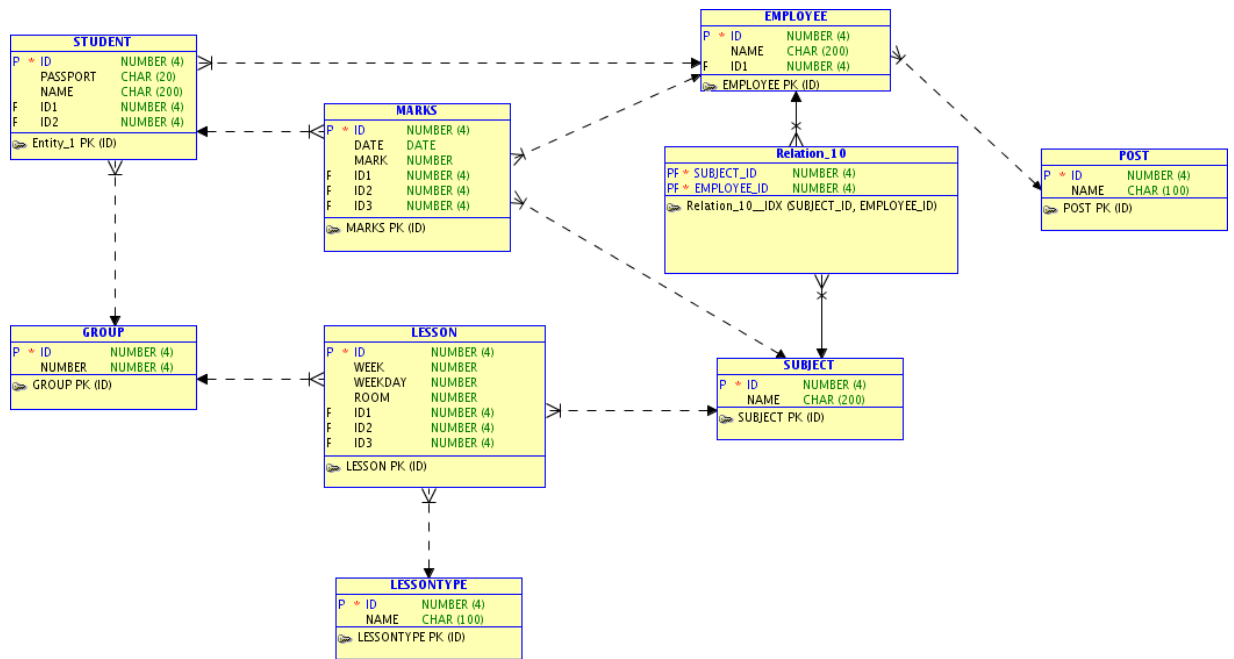 EMPLOYEE
P * ID NUMBER (4)
NAME CHAR (200)
F ID1 NUMBER (4)
EMPLOYEE PK (ID)
STUDENT
P * ID NUMBER (4)
PASSPORT CHAR (20)
NAME CHAR (200)
F ID1 NUMBER (4)
F ID2 NUMBER (4)
Entity_1 PK (ID)
MARKS
P * ID NUMBER (4)
DATE DATE
MARK NUMBER
F ID1 NUMBER (4)
F ID2 NUMBER (4)
F ID3 NUMBER (4)
MARKS PK (ID)
Relation_10
PF * SUBJECT_ID NUMBER (4)
PF * EMPLOYEE_ID NUMBER (4)
Relation_10__IDX (SUBJECT_ID, EMPLOYEE_ID)
POST
P * ID NUMBER (4)
NAME CHAR (100)
POST PK (ID)
GROUP
P * ID NUMBER (4)
NUMBER NUMBER (4)
GROUP PK (ID)
LESSON
P * ID NUMBER (4)
WEEK NUMBER
WEEKDAY NUMBER
ROOM NUMBER
F ID1 NUMBER (4)
F ID2 NUMBER (4)
F ID3 NUMBER (4)
LESSON PK (ID)
SUBJECT
P * ID NUMBER (4)
NAME CHAR (200)
SUBJECT PK (ID)
LESSONTYPE
P * ID NUMBER (4)
NAME CHAR (100)
LESSONTYPE PK (ID)